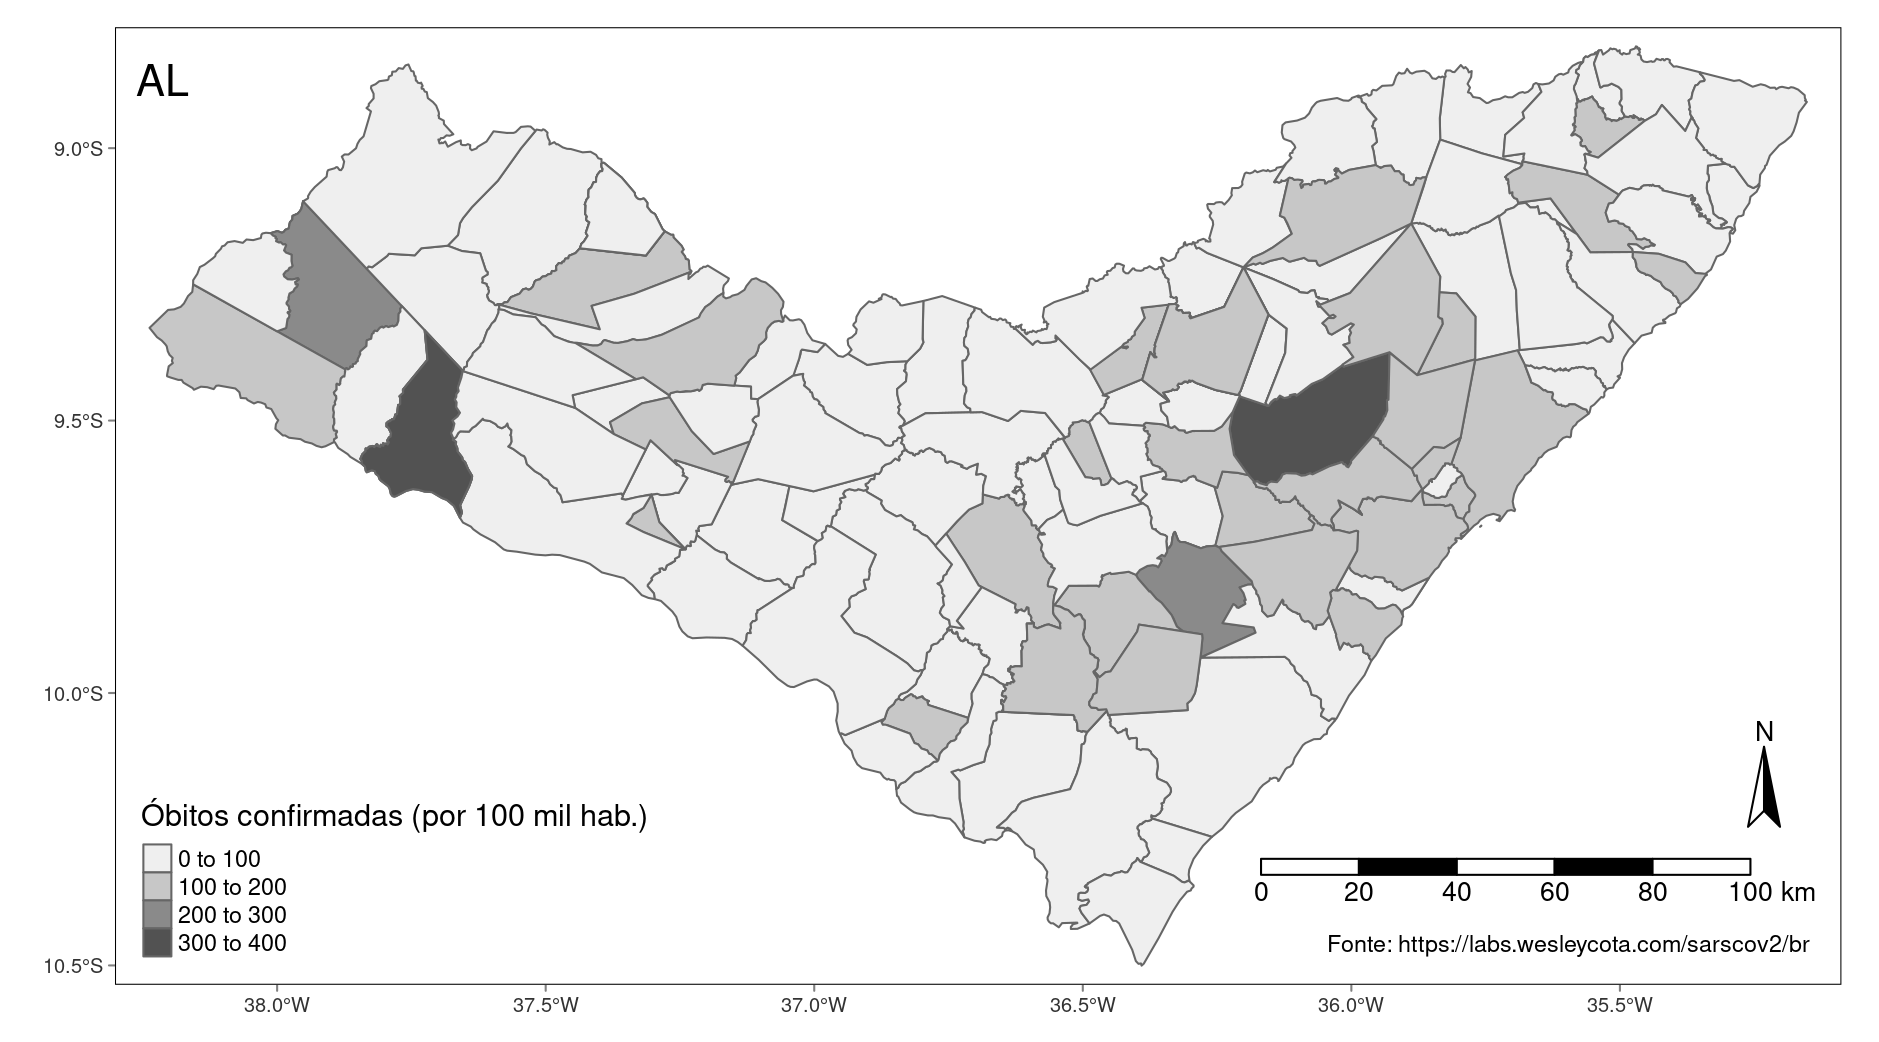 AL
9.0°S
9.5°S
10.0°S
10.5°S
N
Óbitos confirmadas (por 100 mil hab.)
0 to 100
100 to 200
200 to 300
300 to 400
0 20 40 60 80 100 km
Fonte: https://labs.wesleycota.com/sarscov2/br
38.0°W 37.5°W 37.0°W 36.5°W 36.0°W 35.5°W